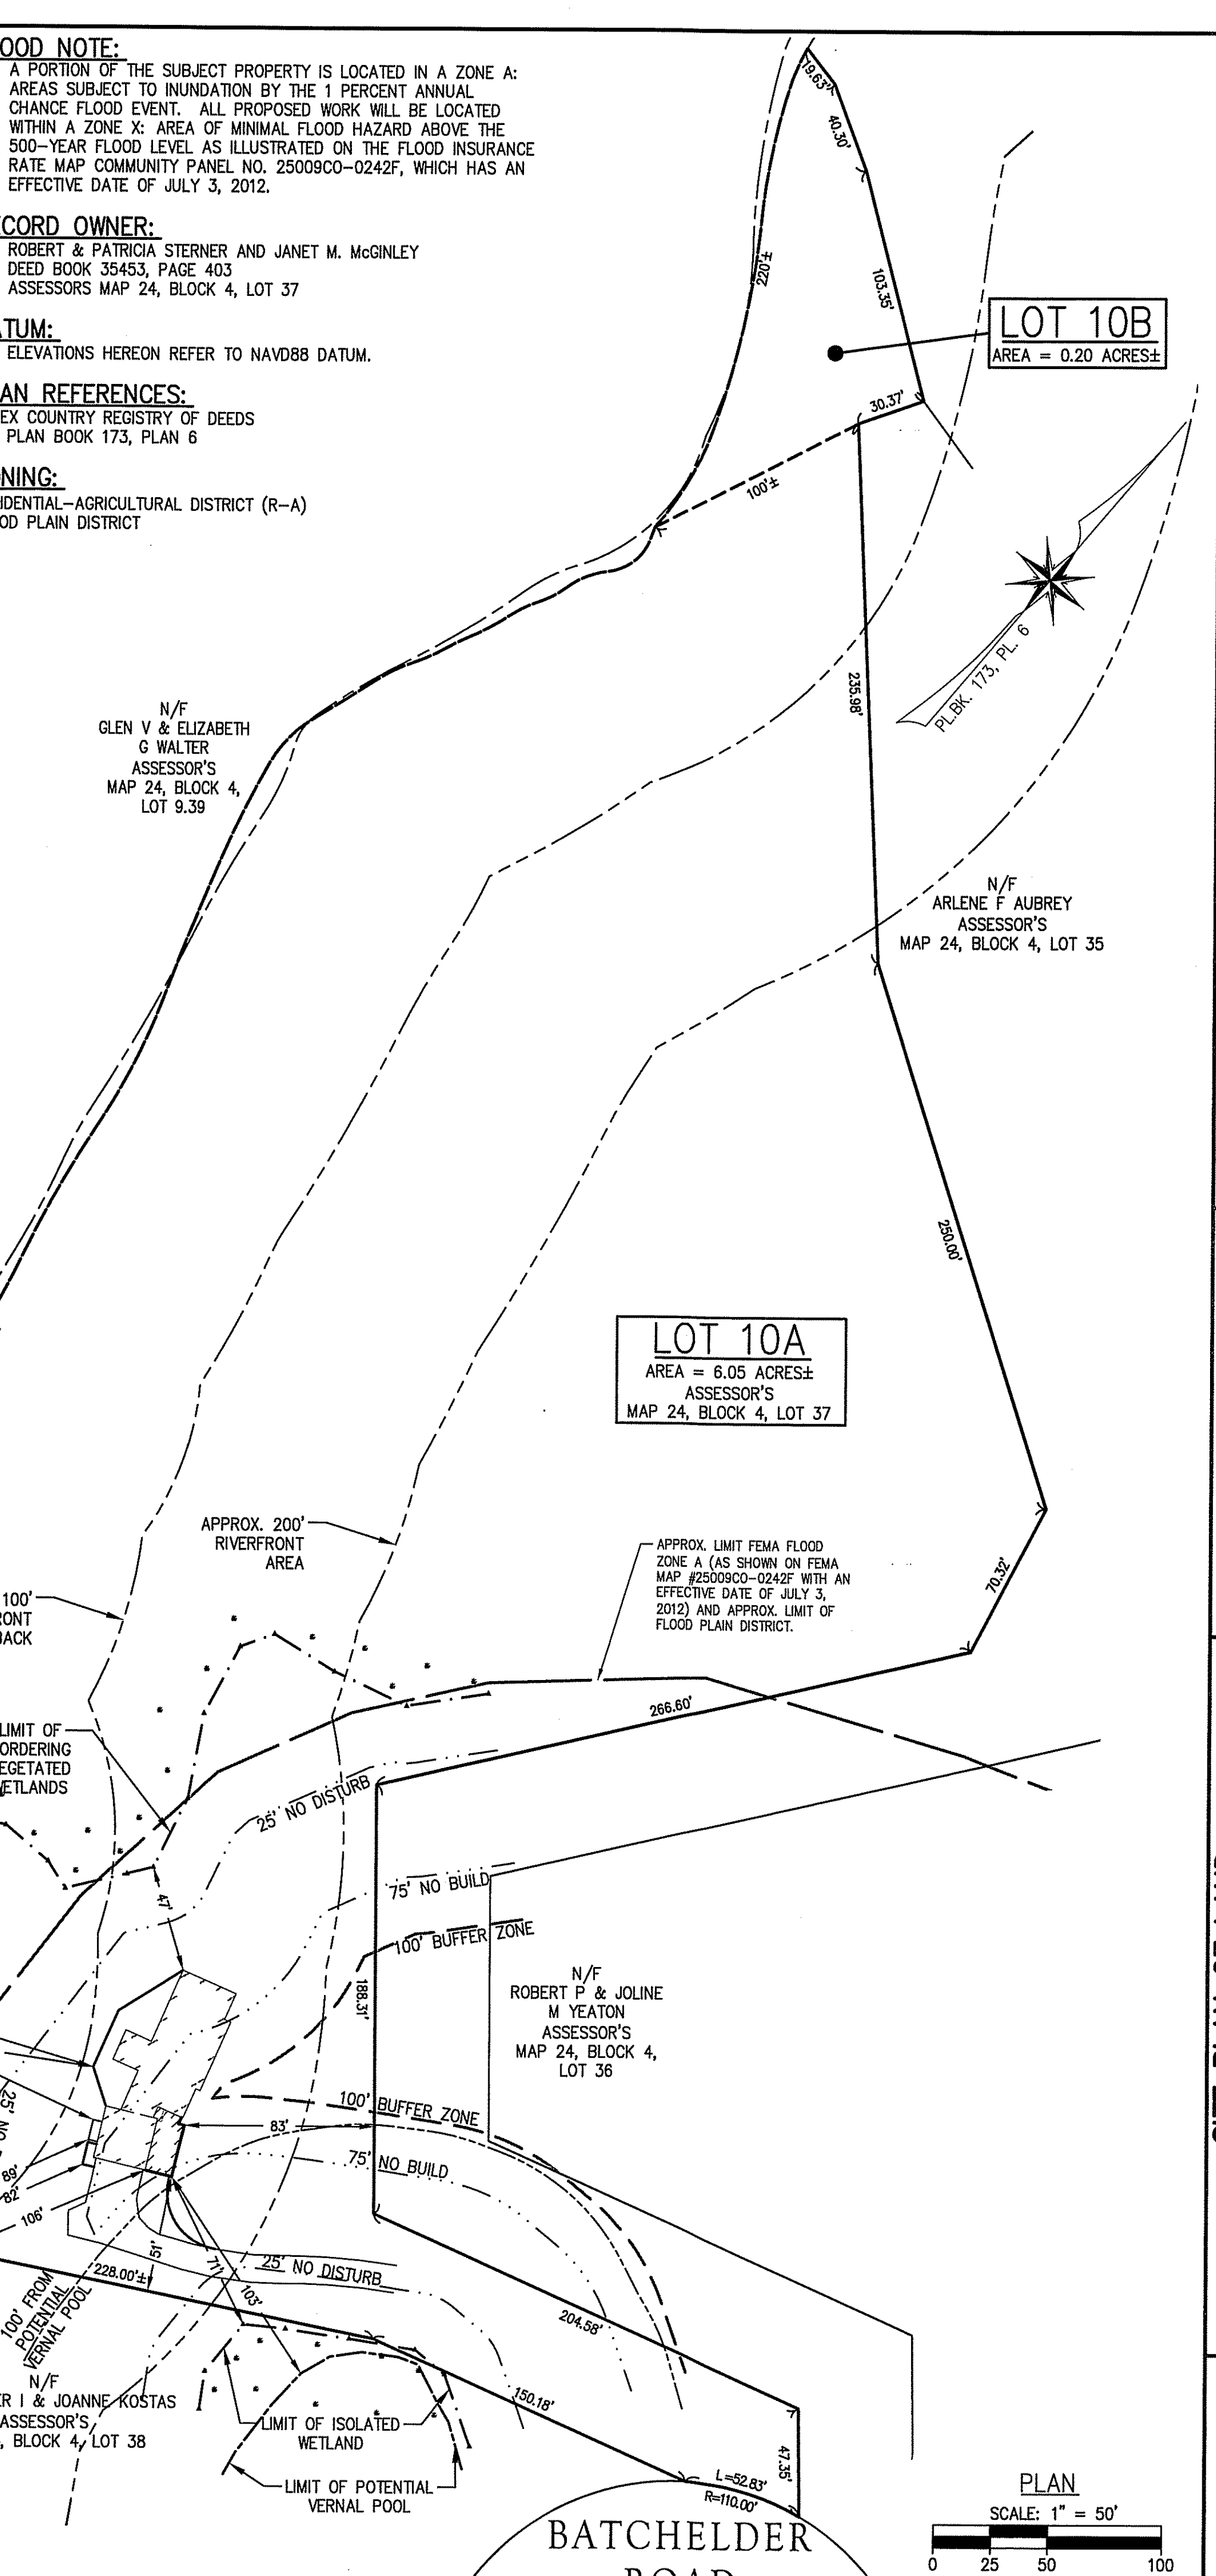 OOD NOTE:
A PORTION OF THE SUBJECT PROPERTY IS LOCATED IN A ZONE A:
AREAS SUBJECT TO INUNDATION BY THE 1 PERCENT ANNUAL
CHANCE FLOOD EVENT. ALL PROPOSED WORK WILL BE LOCATED
WITHIN A ZONE X: AREA OF MINIMAL FLOOD HAZARD ABOVE THE
500-YEAR FLOOD LEVEL AS ILLUSTRATED ON THE FLOOD INSURANCE
RATE MAP COMMUNITY PANEL NO. 25009C0-0242F, WHICH HAS AN
EFFECTIVE DATE OF JULY 3, 2012.
CORD OWNER:
ROBERT & PATRICIA STERNER AND JANET M. McGINLEY
DEED BOOK 35453, PAGE 403
ASSESSORS MAP 24, BLOCK 4, LOT 37
TUM:
ELEVATIONS HEREON REFER TO NAVD88 DATUM.
AN REFERENCES:
EX COUNTRY REGISTRY OF DEEDS
PLAN BOOK 173, PLAN 6
NING:
IDENTIAL-AGRICULTURAL DISTRICT (R-A)
OD PLAIN DISTRICT
19.63'
40.30'
220'±
103.35'
LOT 10B
AREA = 0.20 ACRES±
30.37'
100'±
235.98'
PL.BK. 173, PL. 6
N/F
GLEN V & ELIZABETH
G WALTER
ASSESSOR'S
MAP 24, BLOCK 4,
LOT 9.39
N/F
ARLENE F AUBREY
ASSESSOR'S
MAP 24, BLOCK 4, LOT 35
250.00'
LOT 10A
AREA = 6.05 ACRES±
ASSESSOR'S
MAP 24, BLOCK 4, LOT 37
APPROX. 200'
RIVERFRONT
AREA
APPROX. LIMIT FEMA FLOOD
ZONE A (AS SHOWN ON FEMA
MAP #25009C0-0242F WITH AN
EFFECTIVE DATE OF JULY 3,
2012) AND APPROX. LIMIT OF
FLOOD PLAIN DISTRICT.
70.32'
100'
ONT
BACK
266.60'
LIMIT OF
ORDERING
EGETATED
ETLANDS
25' NO DISTURB
75' NO BUILD
47'
100' BUFFER ZONE
188.31'
N/F
ROBERT P & JOLINE
M YEATON
ASSESSOR'S
MAP 24, BLOCK 4,
LOT 36
25' NO
100' BUFFER ZONE
83'
75' NO BUILD
89'
82'
106'
51'
71'
25' NO DISTURB
228.00'±
103'
100' FROM
POTENTIAL
VERNAL POOL
204.58'
N/F
ER I & JOANNE KOSTAS
ASSESSOR'S
, BLOCK 4, LOT 38
150.18'
LIMIT OF ISOLATED
WETLAND
LIMIT OF POTENTIAL
VERNAL POOL
47.35'
L=52.83'
R=110.00'
BATCHELDER
ROAD
PLAN
SCALE: 1" = 50'
0 25 50 100